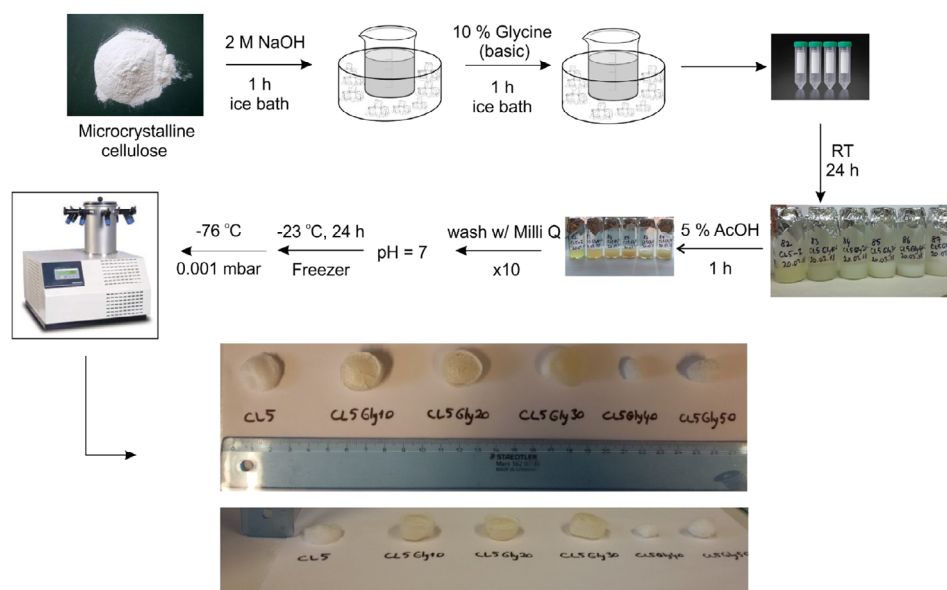 2 M NaOH
1 h
ice bath
10 % Glycine
(basic)
1 h
ice bath
Microcrystalline
cellulose
RT
24 h
5 % AcOH
1 h
wash w/ Milli Q
x10
pH = 7
-23 °C, 24 h
Freezer
-76 °C
0.001 mbar
CL5
CL5Gly10
CL5Gly20
CL5Gly30
CL5Gly40
CL5Gly50
STAEDTLER
CL5
CL5Gly10
CL5Gly20
CL5Gly30
CL5Gly40
CL5Gly50